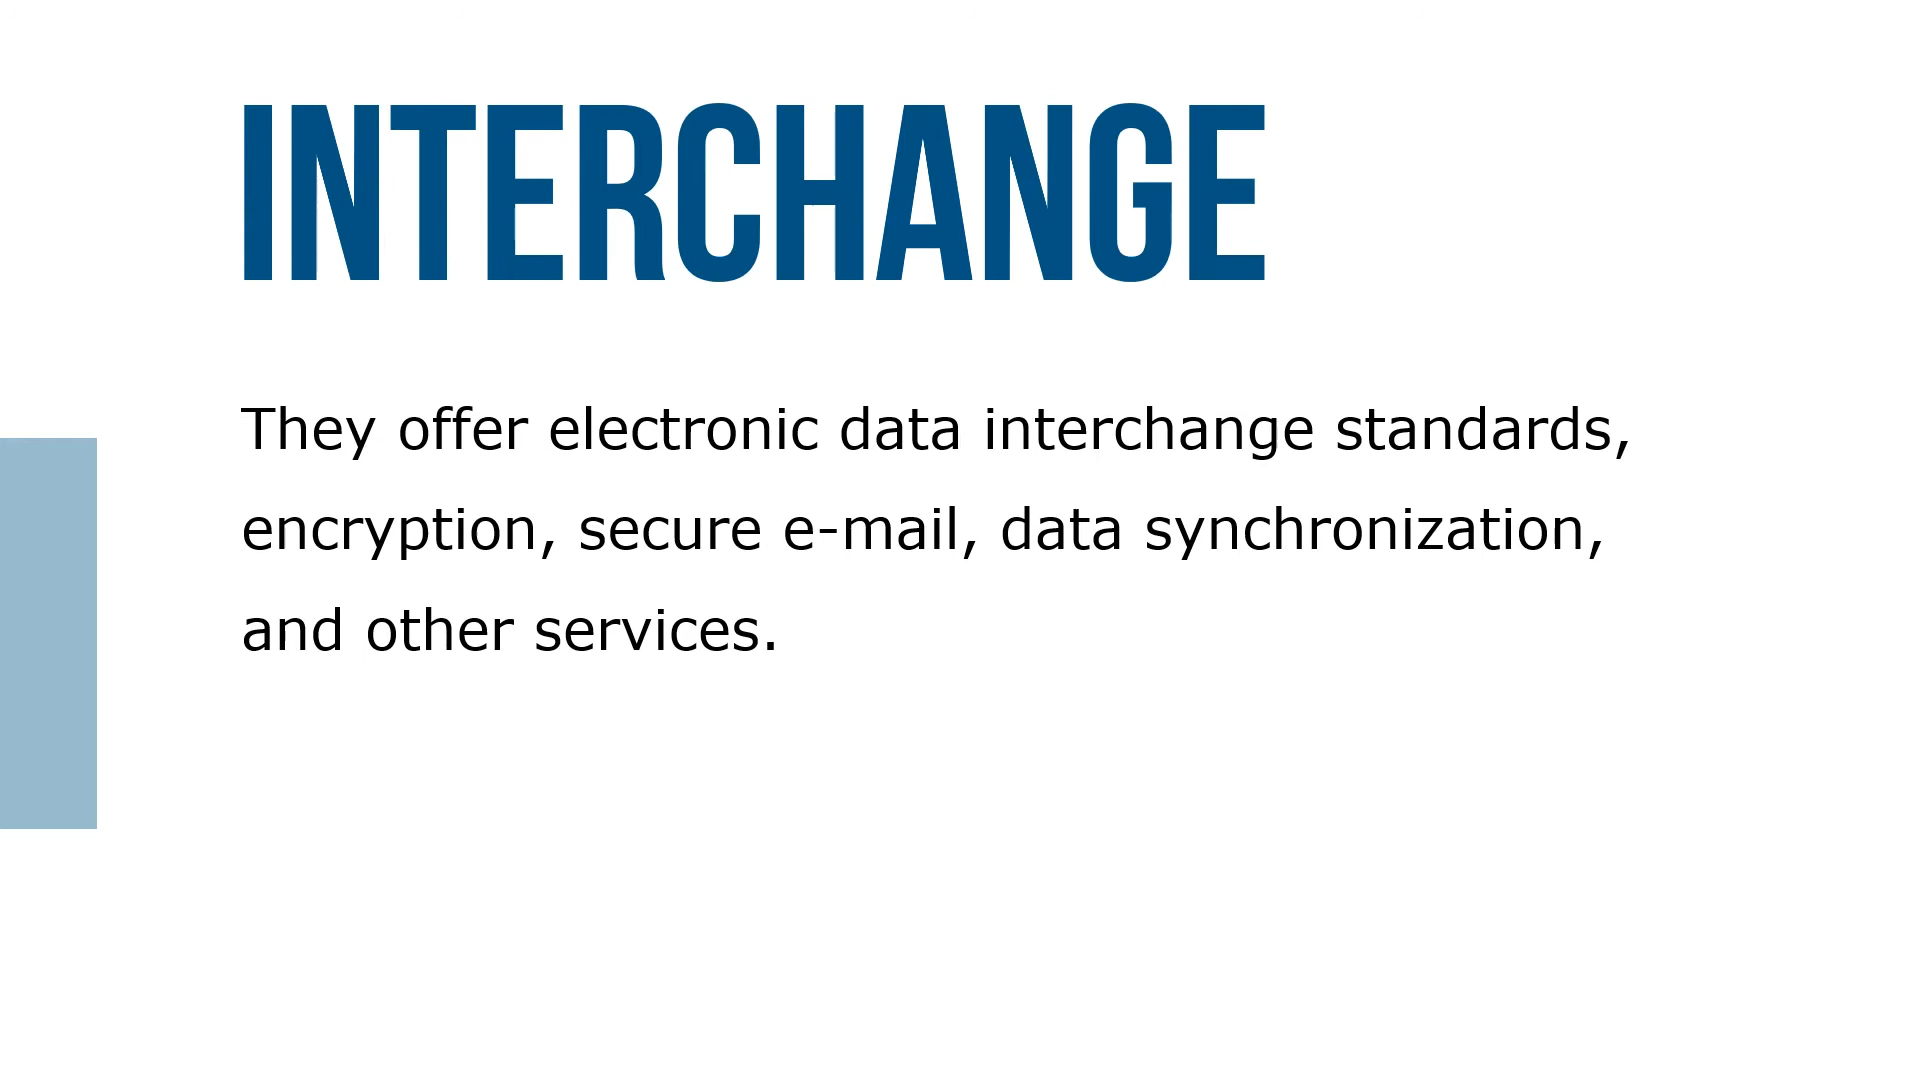 INTERCHANGE
They offer electronic data interchange standards,
encryption, secure e-mail, data synchronization,
and other services.